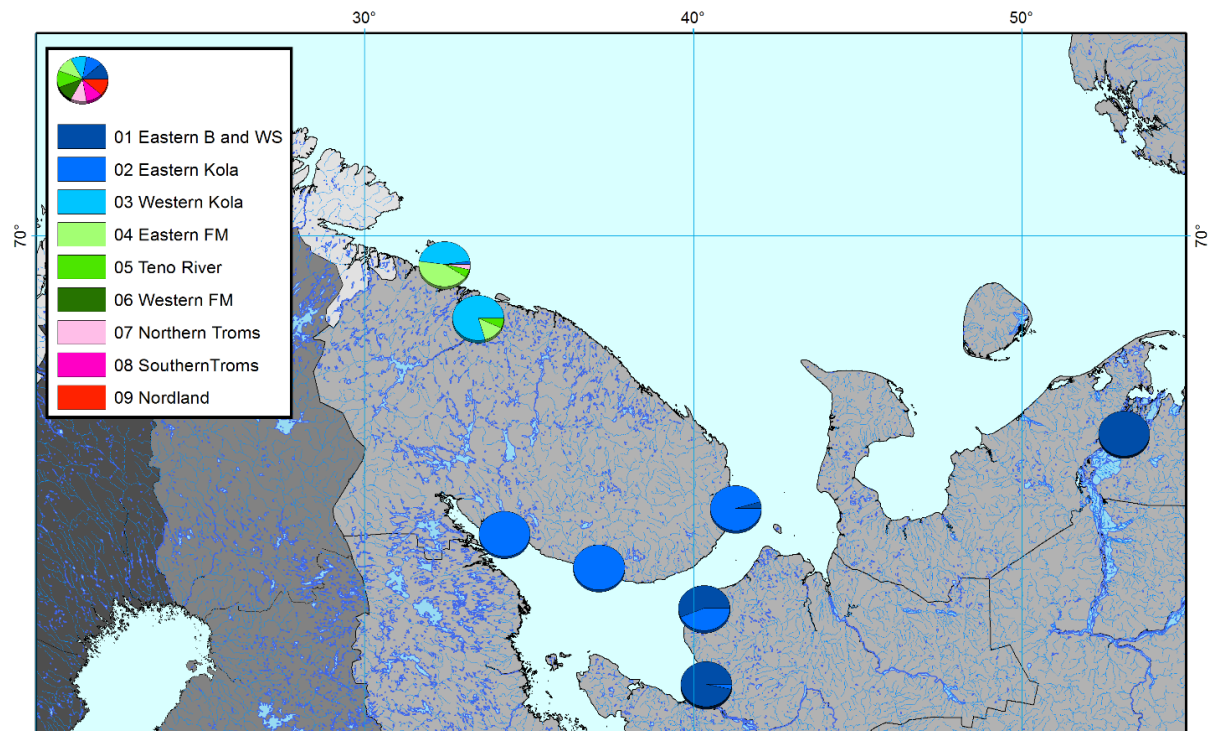 30°
40°
50°
01 Eastern B and WS
02 Eastern Kola
03 Western Kola
04 Eastern FM
05 Teno River
06 Western FM
07 Northern Troms
08 SouthernTroms
09 Nordland
70°
70°